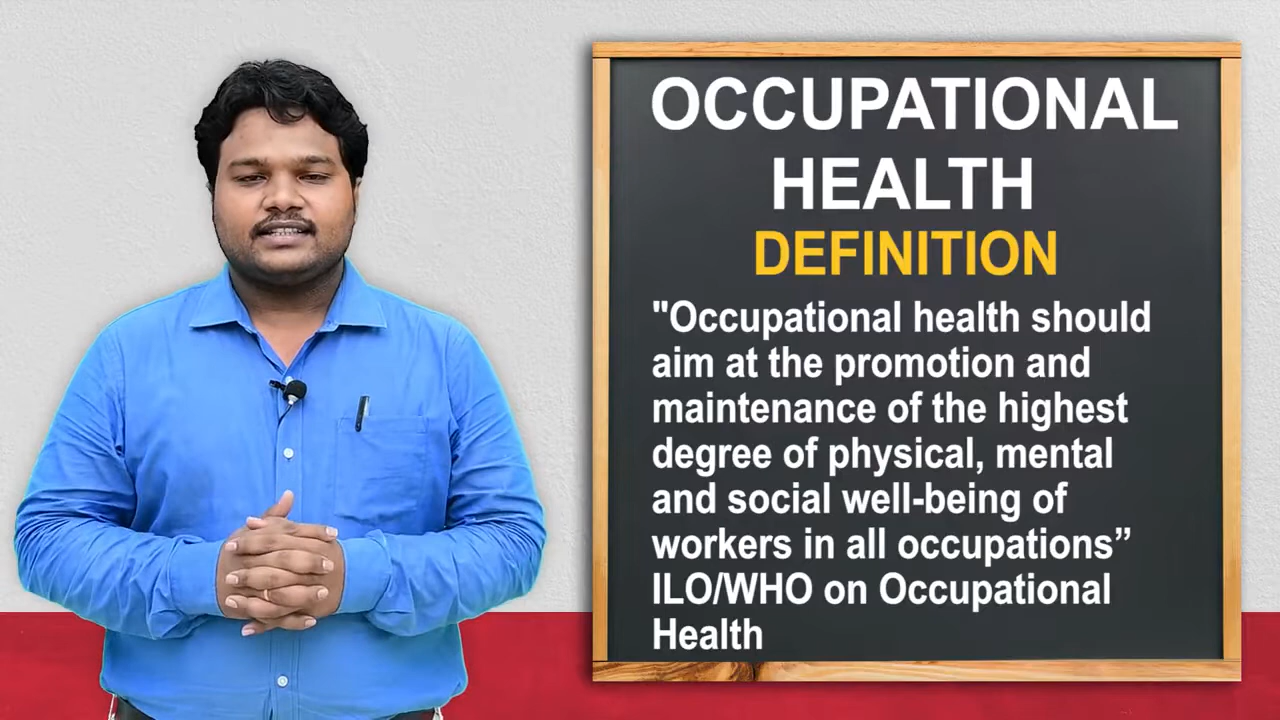 OCCUPATIONAL
HEALTH
DEFINITION
"Occupational health should
aim at the promotion and
maintenance of the highest
degree of physical, mental
and social well-being of
workers in all occupations”
ILO/WHO on Occupational
Health